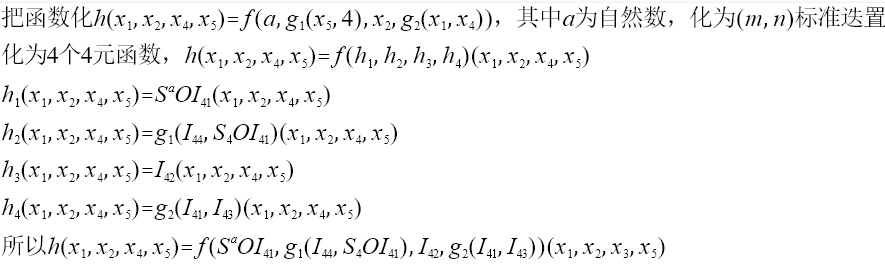 把函数化h(x₁,x₂,x₄,x₅)=f(a,g₁(x₅,4),x₂,g₂(x₁,x₄))，其中a为自然数，化为(m,n)标准迭置
化为4个4元函数，h(x₁,x₂,x₄,x₅)=f(h₁,h₂,h₃,h₄)(x₁,x₂,x₄,x₅)
h₁(x₁,x₂,x₄,x₅)=SᵃOI₄₁(x₁,x₂,x₄,x₅)
h₂(x₁,x₂,x₄,x₅)=g₁(I₄₄,S₄OI₄₁)(x₁,x₂,x₄,x₅)
h₃(x₁,x₂,x₄,x₅)=I₄₂(x₁,x₂,x₄,x₅)
h₄(x₁,x₂,x₄,x₅)=g₂(I₄₁,I₄₃)(x₁,x₂,x₄,x₅)
所以h(x₁,x₂,x₄,x₅)=f(SᵃOI₄₁,g₁(I₄₄,S₄OI₄₁),I₄₂,g₂(I₄₁,I₄₃))(x₁,x₂,x₃,x₅)